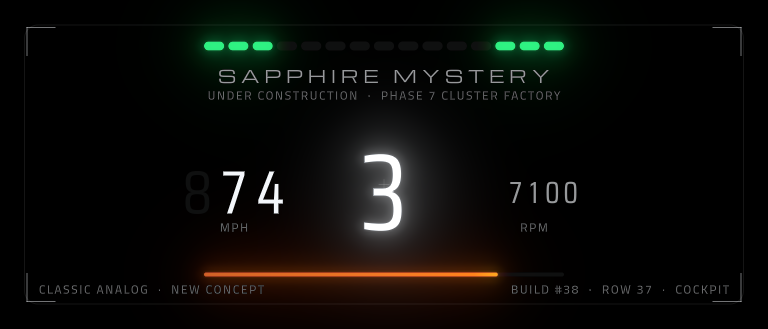 SAPPHIRE MYSTERY
UNDER CONSTRUCTION · PHASE 7 CLUSTER FACTORY
74
MPH
3
7100
RPM
CLASSIC ANALOG · NEW CONCEPT
BUILD #38 · ROW 37 · COCKPIT